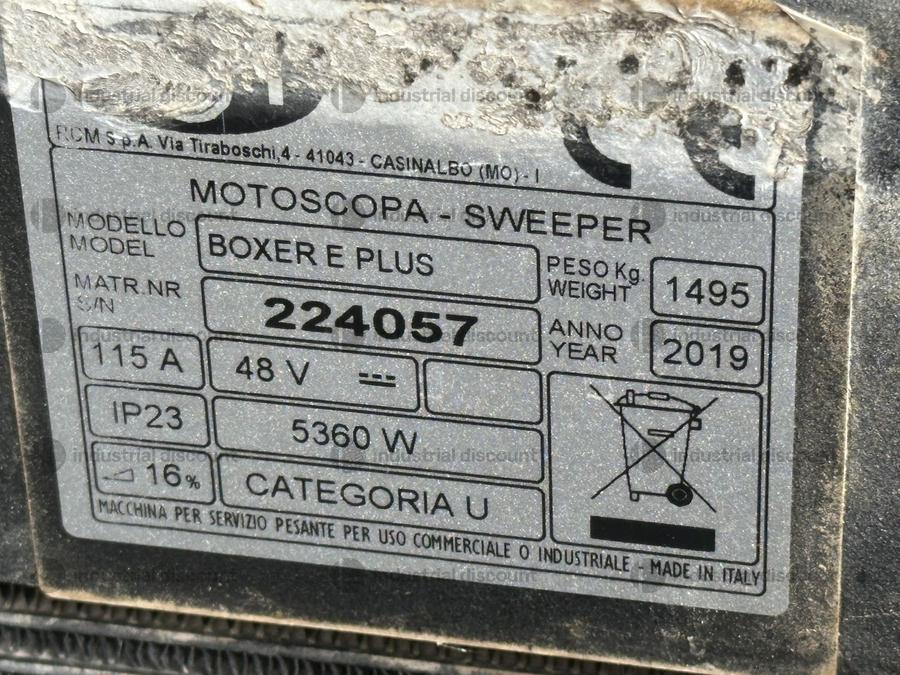 RCM S.p.A. Via Tiraboschi,4 - 41043 - CASINALBO (MO) - I
MOTOSCOPA - SWEEPER
MODELLO
MODEL
BOXER E PLUS
PESO Kg.
WEIGHT
1495
MATR.NR
S/N
224057
ANNO
YEAR
2019
115 A
48 V
IP23
5360 W
16%
CATEGORIA U
MACCHINA PER SERVIZIO PESANTE PER USO COMMERCIALE O INDUSTRIALE - MADE IN ITALY
industrial discount